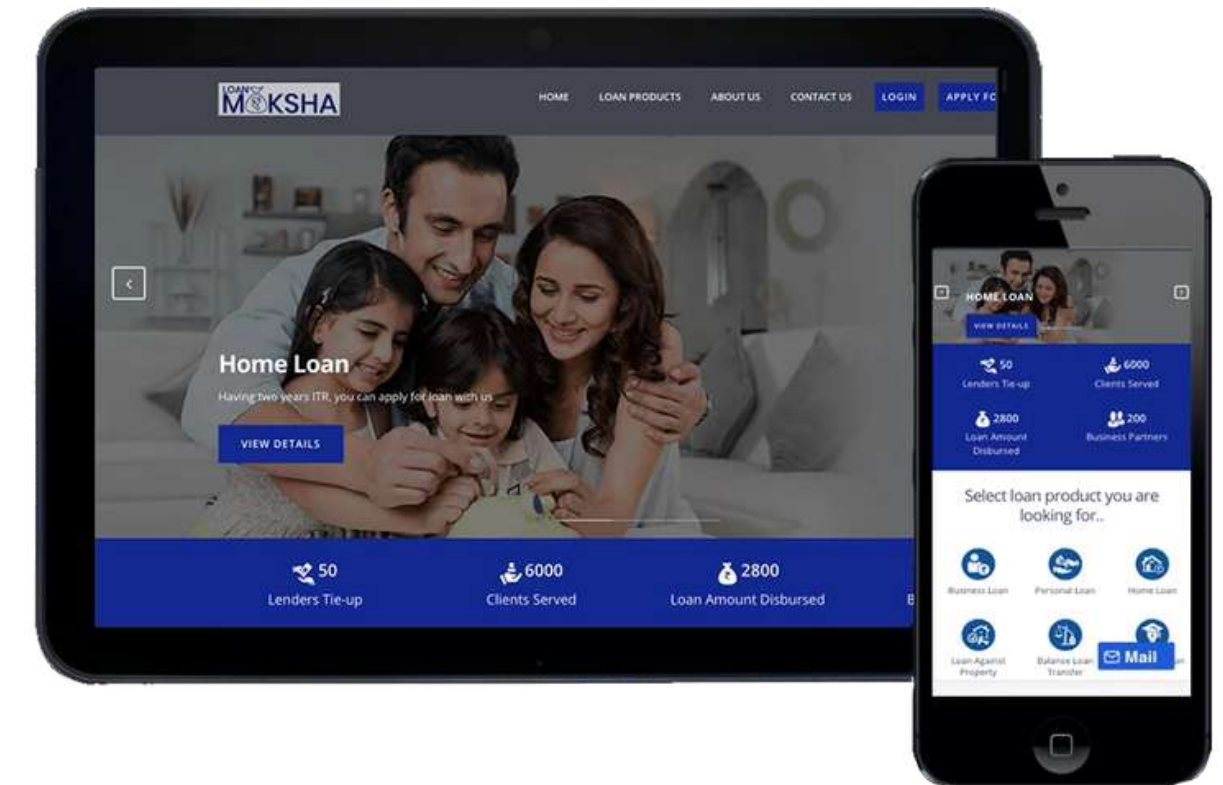 LOAN
MOKSHA
HOME LOAN PRODUCTS ABOUT US CONTACT US LOGIN APPLY FO
Home Loan
Having two years ITR, you can apply for loan with us
VIEW DETAILS
50 6000 2800
Lenders Tie-up Clients Served Loan Amount Disbursed B
HOME LOAN
VIEW DETAILS
50 6000
Lenders Tie-up Clients Served
2800 200
Loan Amount Business Partners
Disbursed
Select loan product you are
looking for..
Business Loan Personal Loan Home Loan
Loan Against Balance Loan
Property Transfer
Mail